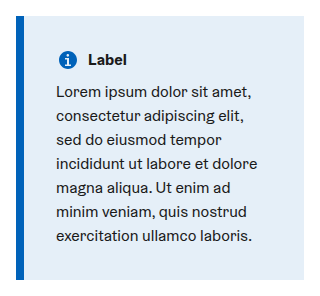 Label
Lorem ipsum dolor sit amet,
consectetur adipiscing elit,
sed do eiusmod tempor
incididunt ut labore et dolore
magna aliqua. Ut enim ad
minim veniam, quis nostrud
exercitation ullamco laboris.